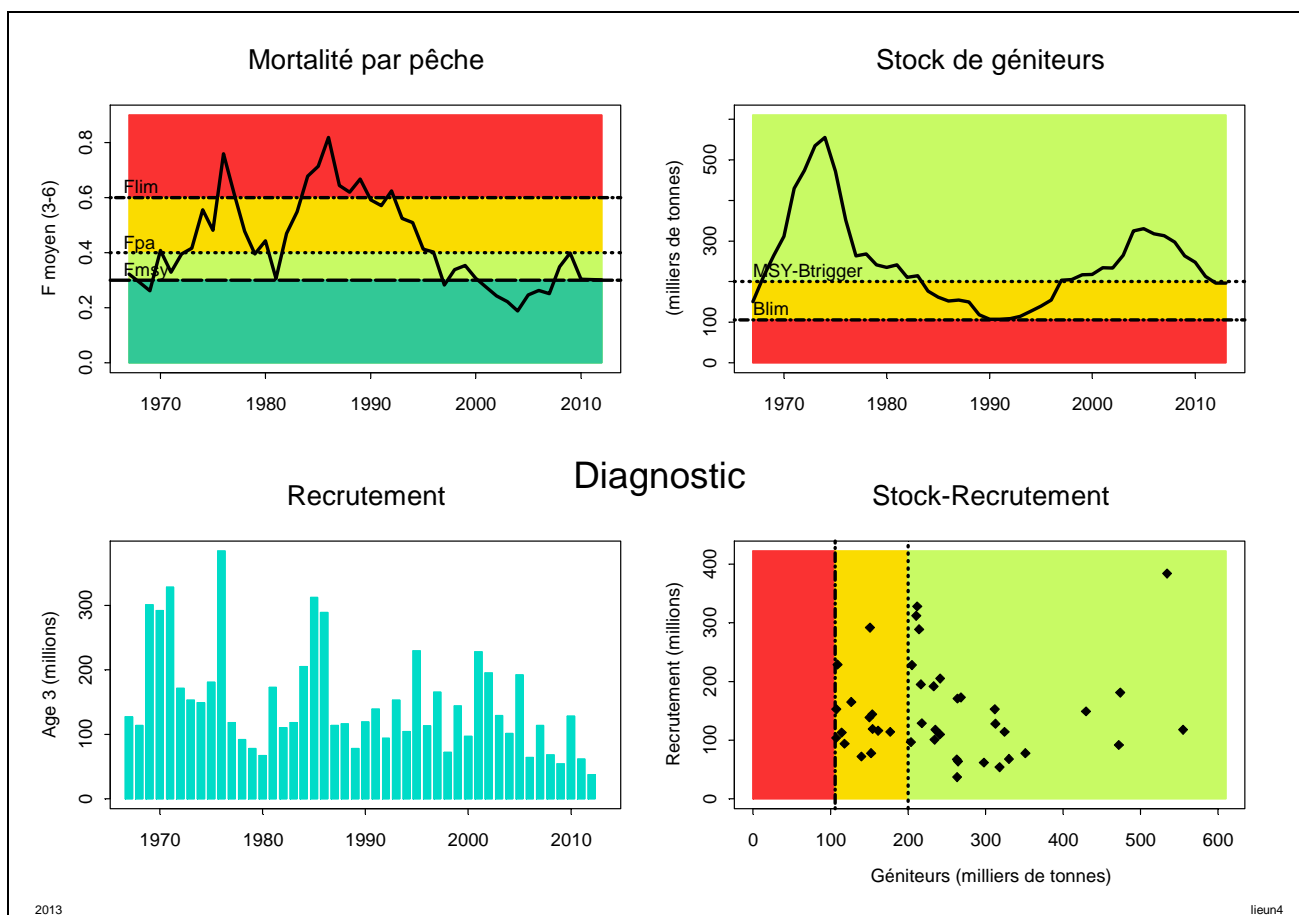 Mortalité par pêche
F moyen (3-6)
0.0 0.2 0.4 0.6 0.8
Flim
Fpa
Fmsy
1970 1980 1990 2000 2010
Stock de géniteurs
(milliers de tonnes)
0 100 300 500
MSY-Btrigger
Blim
1970 1980 1990 2000 2010
Diagnostic
Recrutement
Age 3 (millions)
0 100 200 300
1970 1980 1990 2000 2010
Stock-Recrutement
Recrutement (millions)
0 100 200 300 400
0 100 200 300 400 500 600
Géniteurs (milliers de tonnes)
2013
lieun4